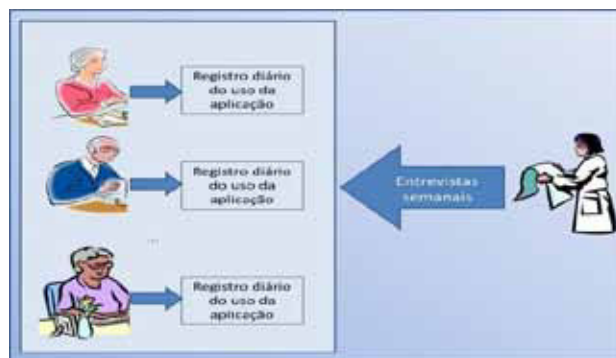 Registro diário
do uso da
aplicação
Registro diário
do uso da
aplicação
Entrevistas
semanais
...
Registro diário
do uso da
aplicação